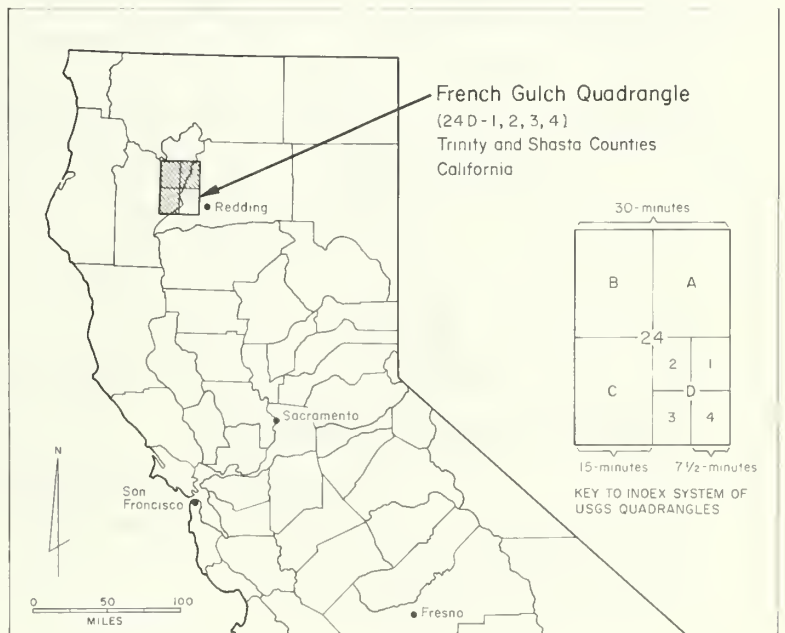 French Gulch Quadrangle
(24D-1, 2, 3, 4)
Trinity and Shasta Counties
California
Redding
30-minutes
B
A
24
2
1
C
D
3
4
15-minutes
7 1/2-minutes
KEY TO INDEX SYSTEM OF
USGS QUADRANGLES
Sacramento
N
San
Francisco
0 50 100
MILES
Fresno